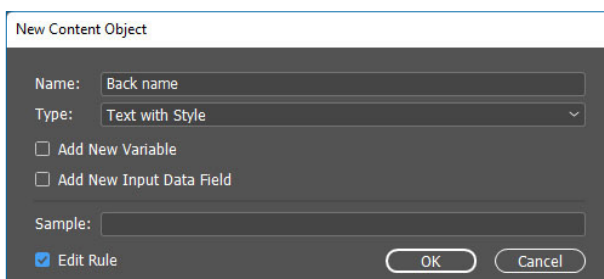 New Content Object
Name: Back name
Type: Text with Style
Add New Variable
Add New Input Data Field
Sample:
Edit Rule OK Cancel